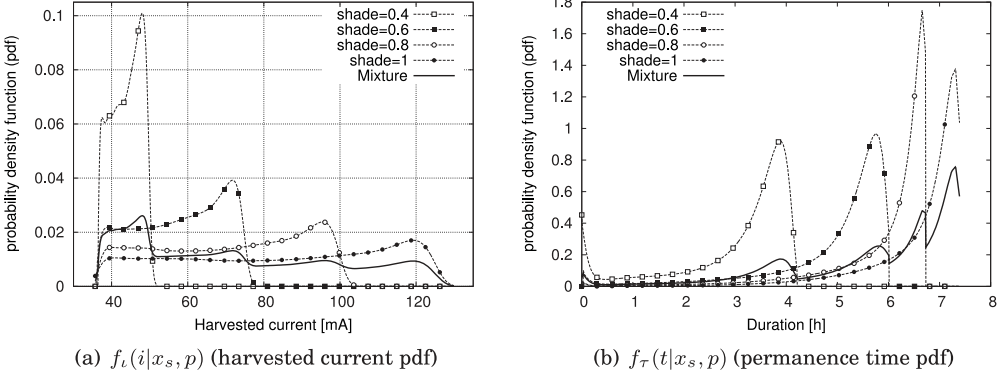 probability density function (pdf)
0.1
0.08
0.06
0.04
0.02
0
40
60
80
100
120
Harvested current [mA]
shade=0.4
shade=0.6
shade=0.8
shade=1
Mixture
(a) f_ι(i|x_s, p) (harvested current pdf)
probability density function (pdf)
1.8
1.6
1.4
1.2
1
0.8
0.6
0.4
0.2
0
0
1
2
3
4
5
6
7
8
Duration [h]
shade=0.4
shade=0.6
shade=0.8
shade=1
Mixture
(b) f_τ(t|x_s, p) (permanence time pdf)